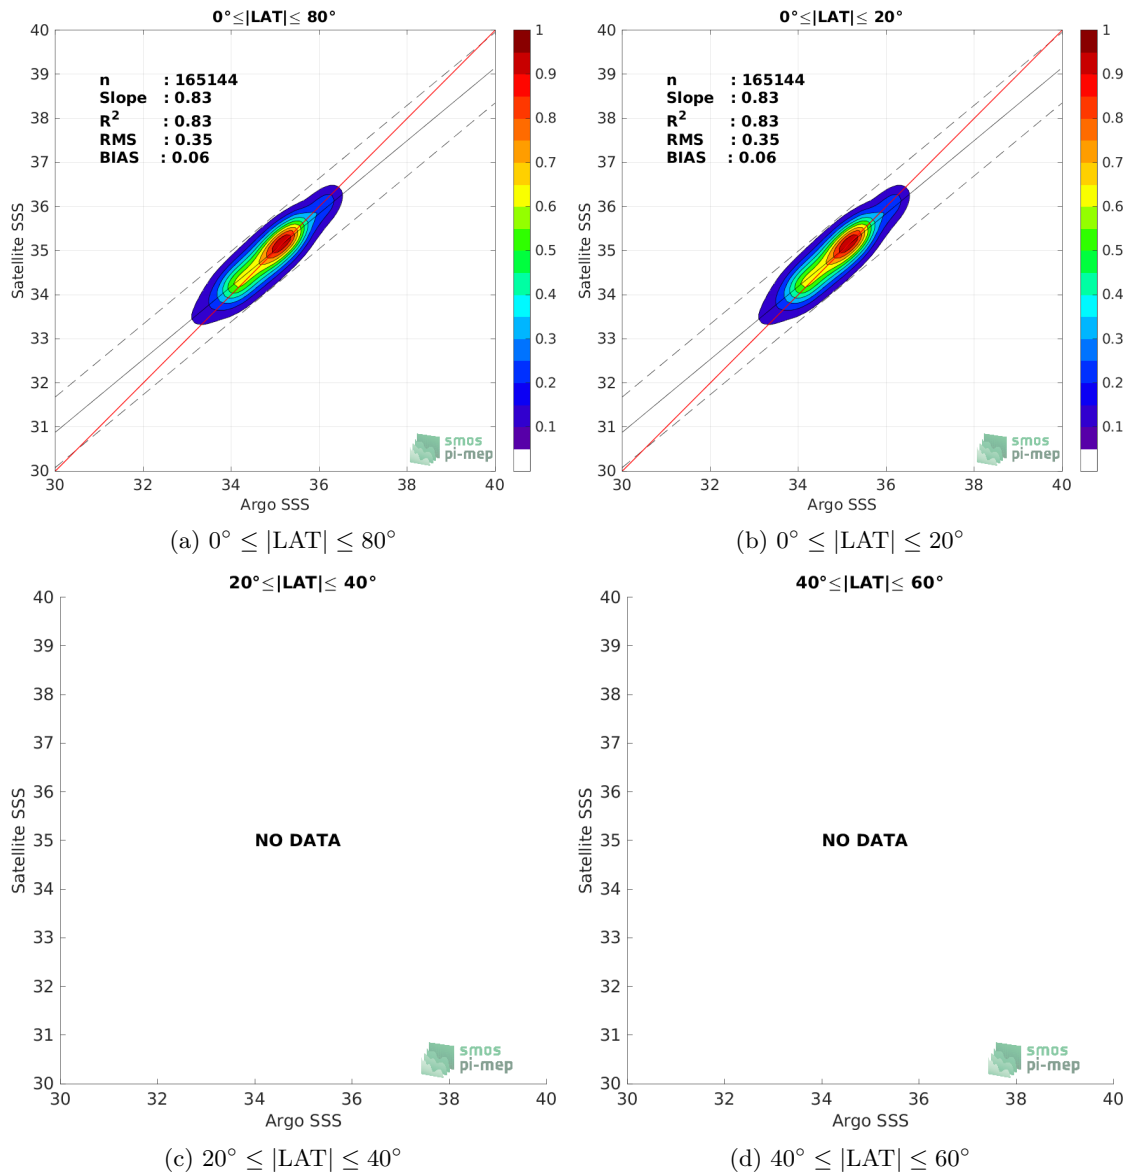 0°≤|LAT|≤ 80°
40
39
38
37
36
35
34
33
32
31
30
30
32
34
36
38
40
Satellite SSS
Argo SSS
n : 165144
Slope : 0.83
R² : 0.83
RMS : 0.35
BIAS : 0.06
1
0.9
0.8
0.7
0.6
0.5
0.4
0.3
0.2
0.1
smos
pi-mep
(a) 0° ≤ |LAT| ≤ 80°
0°≤|LAT|≤ 20°
40
39
38
37
36
35
34
33
32
31
30
30
32
34
36
38
40
Satellite SSS
Argo SSS
n : 165144
Slope : 0.83
R² : 0.83
RMS : 0.35
BIAS : 0.06
1
0.9
0.8
0.7
0.6
0.5
0.4
0.3
0.2
0.1
smos
pi-mep
(b) 0° ≤ |LAT| ≤ 20°
20°≤|LAT|≤ 40°
40
39
38
37
36
35
34
33
32
31
30
30
32
34
36
38
40
Satellite SSS
Argo SSS
NO DATA
smos
pi-mep
(c) 20° ≤ |LAT| ≤ 40°
40°≤|LAT|≤ 60°
40
39
38
37
36
35
34
33
32
31
30
30
32
34
36
38
40
Satellite SSS
Argo SSS
NO DATA
smos
pi-mep
(d) 40° ≤ |LAT| ≤ 60°